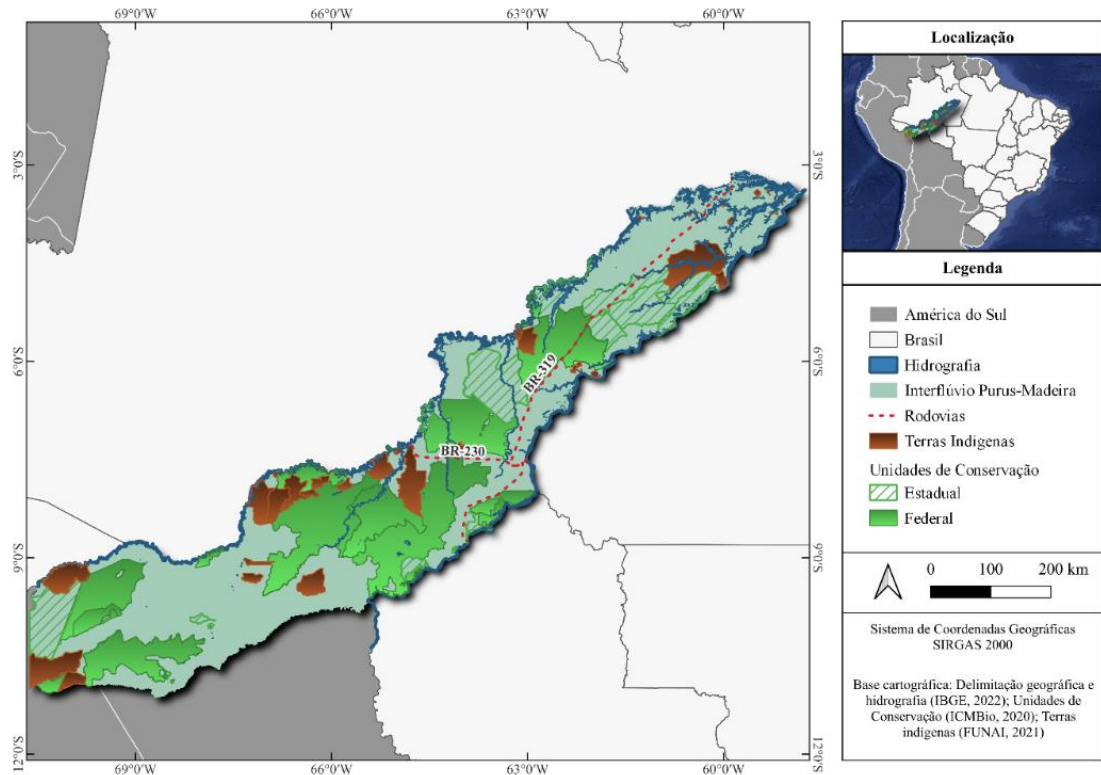 69°0'W 66°0'W 63°0'W 60°0'W
3°0'S 3°0'S
6°0'S 6°0'S
9°0'S 9°0'S
12°0'S 12°0'S
69°0'W 66°0'W 63°0'W 60°0'W
BR-319
BR-230
Localização
Legenda
América do Sul
Brasil
Hidrografia
Interflúvio Purus-Madeira
Rodovias
Terras Indigenas
Unidades de Conservação
Estadual
Federal
0 100 200 km
Sistema de Coordenadas Geográficas
SIRGAS 2000
Base cartográfica: Delimitação geográfica e
hidrografia (IBGE, 2022); Unidades de
Conservação (ICMBio, 2020); Terras
indigenas (FUNAI, 2021)